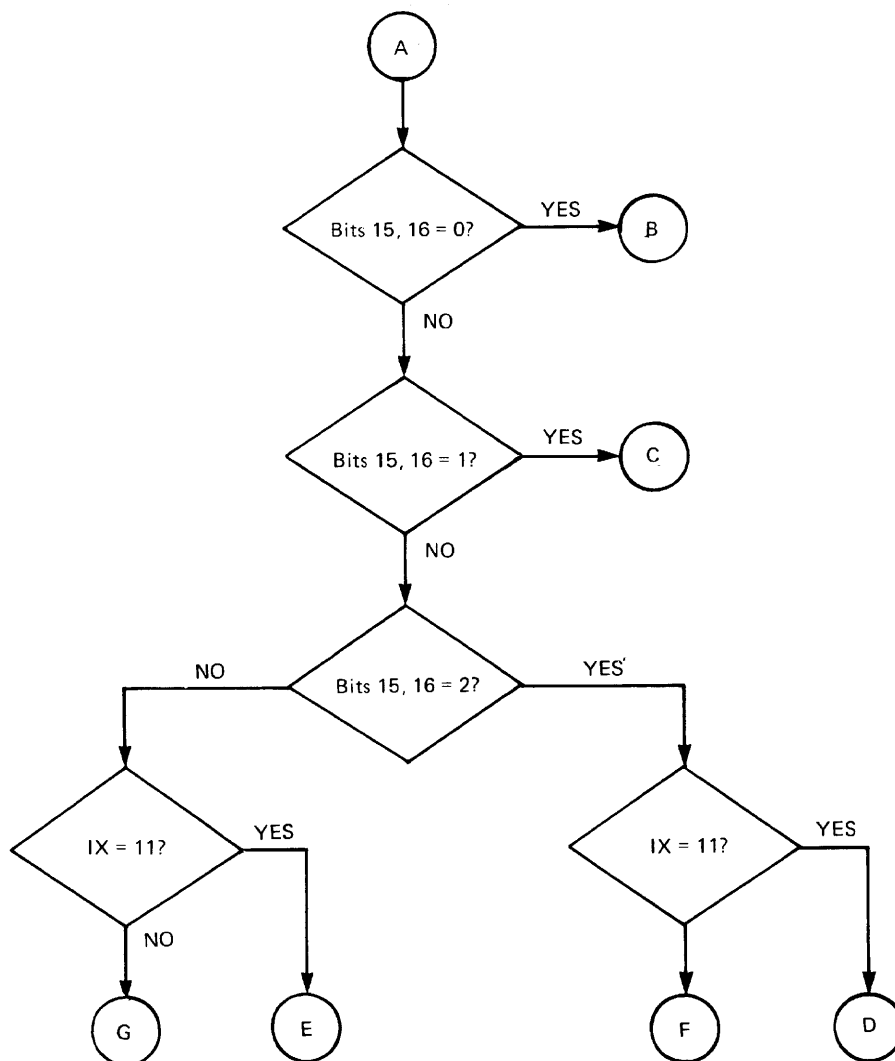 A
Bits 15, 16 = 0?
YES
B
NO
Bits 15, 16 = 1?
YES
C
NO
Bits 15, 16 = 2?
NO
YES
IX = 11?
YES
NO
IX = 11?
YES
G
E
F
D